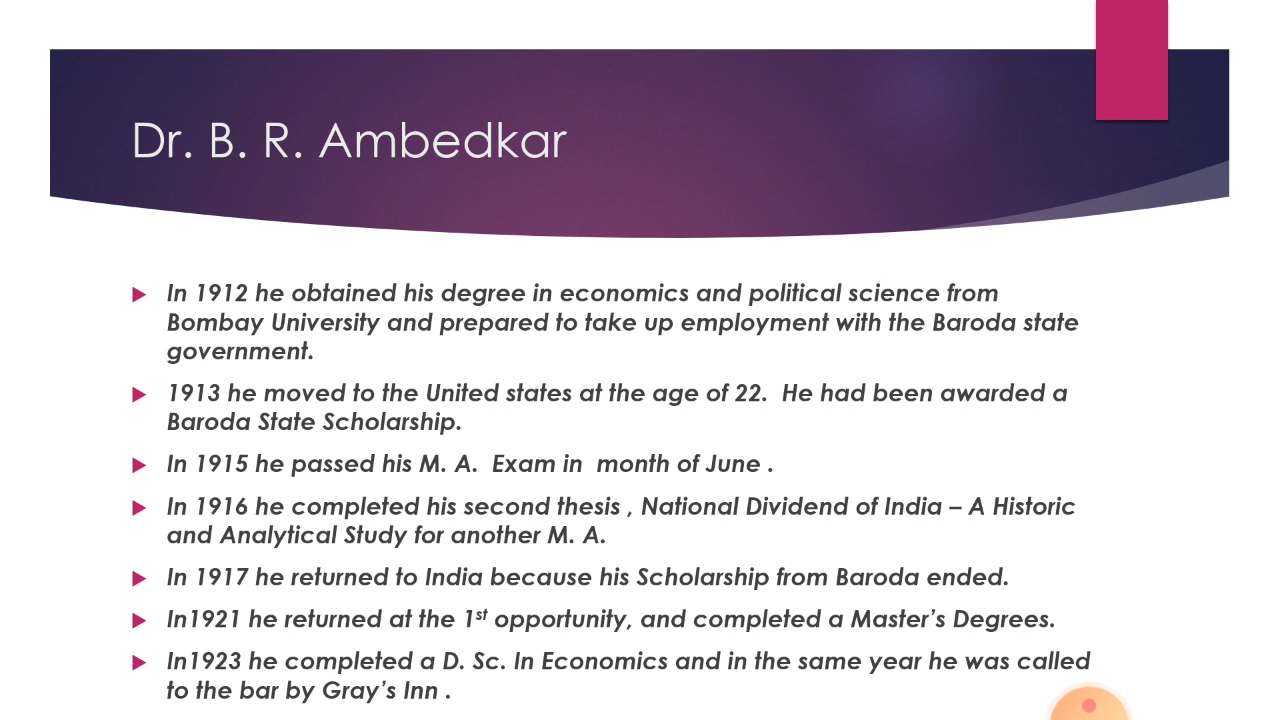 Dr. B. R. Ambedkar
In 1912 he obtained his degree in economics and political science from
Bombay University and prepared to take up employment with the Baroda state
government.
1913 he moved to the United states at the age of 22.  He had been awarded a
Baroda State Scholarship.
In 1915 he passed his M. A.  Exam in  month of June .
In 1916 he completed his second thesis , National Dividend of India – A Historic
and Analytical Study for another M. A.
In 1917 he returned to India because his Scholarship from Baroda ended.
In1921 he returned at the 1st opportunity, and completed a Master’s Degrees.
In1923 he completed a D. Sc. In Economics and in the same year he was called
to the bar by Gray’s Inn .